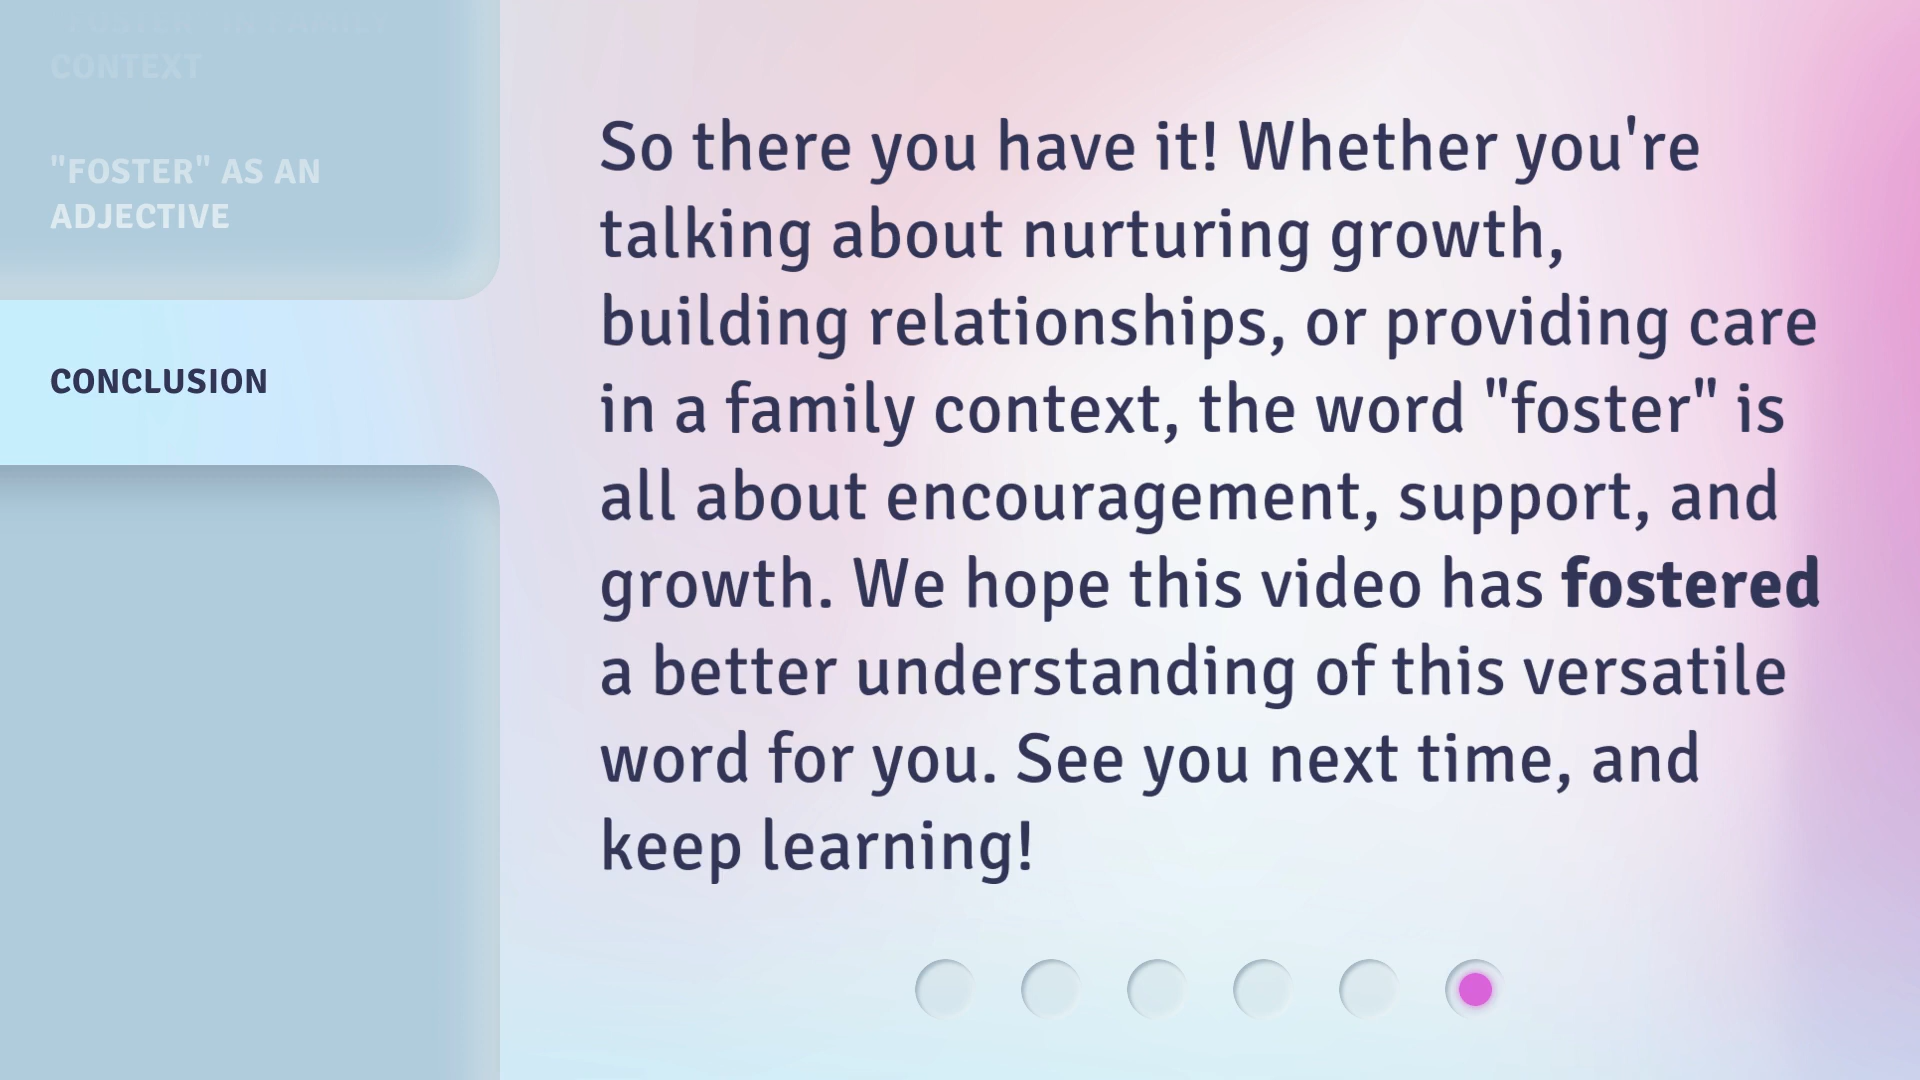 "FOSTER" IN FAMILY
CONTEXT
"FOSTER" AS AN
ADJECTIVE
CONCLUSION
So there you have it! Whether you're
talking about nurturing growth,
building relationships, or providing care
in a family context, the word "foster" is
all about encouragement, support, and
growth. We hope this video has fostered
a better understanding of this versatile
word for you. See you next time, and
keep learning!